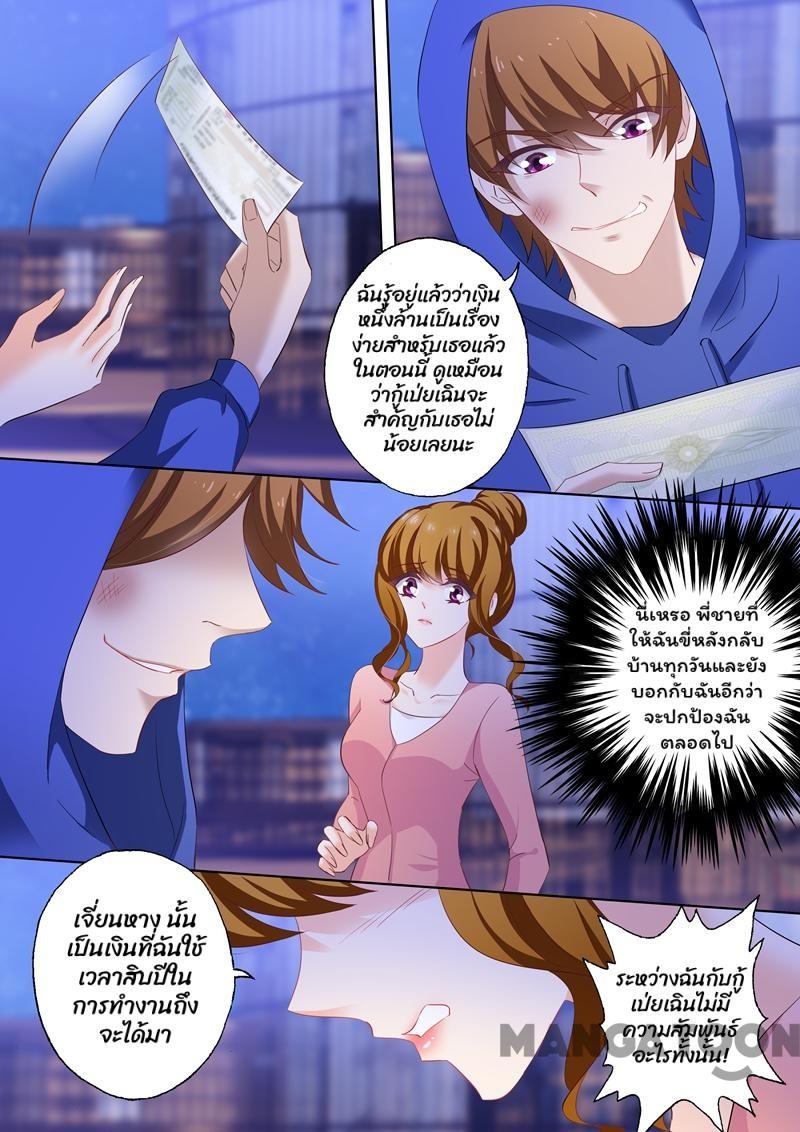 ฉันรู้อยู่แล้วว่าเงิน
หนึ่งล้านเป็นเรื่อง
ง่ายสำหรับเธอแล้ว
ในตอนนี้ ดูเหมือน
ว่ากู้เป่ยเฉินจะ
สำคัญกับเธอไม่
น้อยเลยนะ
นี่เหรอ พี่ชายที่
ให้ฉันขี่หลังกลับ
บ้านทุกวันและยัง
บอกกับฉันอีกว่า
จะปกป้องฉัน
ตลอดไป
เจี่ยนหาง นั้น
เป็นเงินที่ฉันใช้
เวลาสิบปีใน
การทำงานถึง
จะได้มา
ระหว่างฉันกับกู้
เป่ยเฉินไม่มี
ความสัมพันธ์
อะไรทั้งนั้น!
MANGATOON